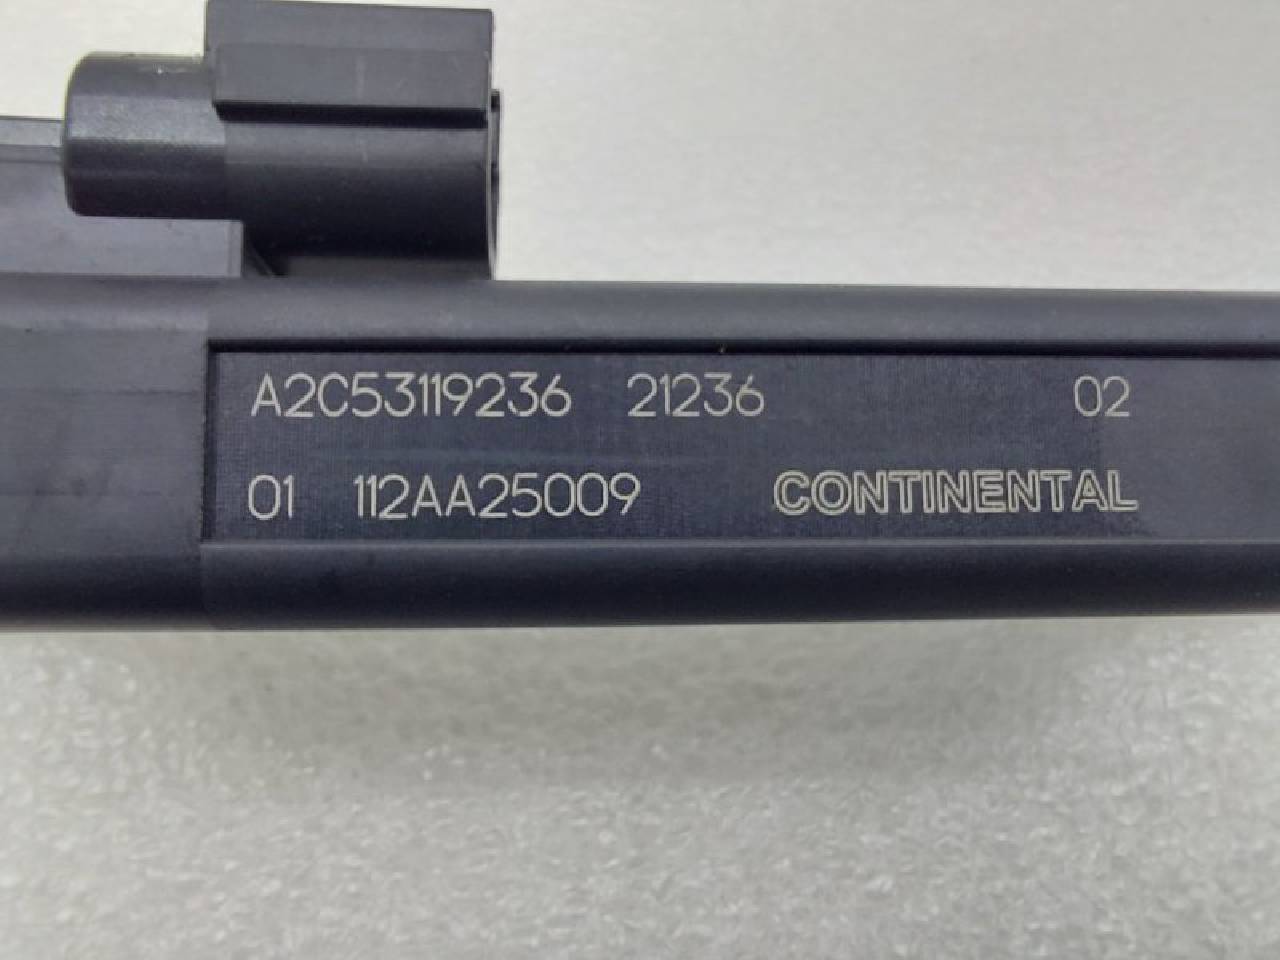 A2C53119236 21236 02
01 112AA25009 CONTINENTAL